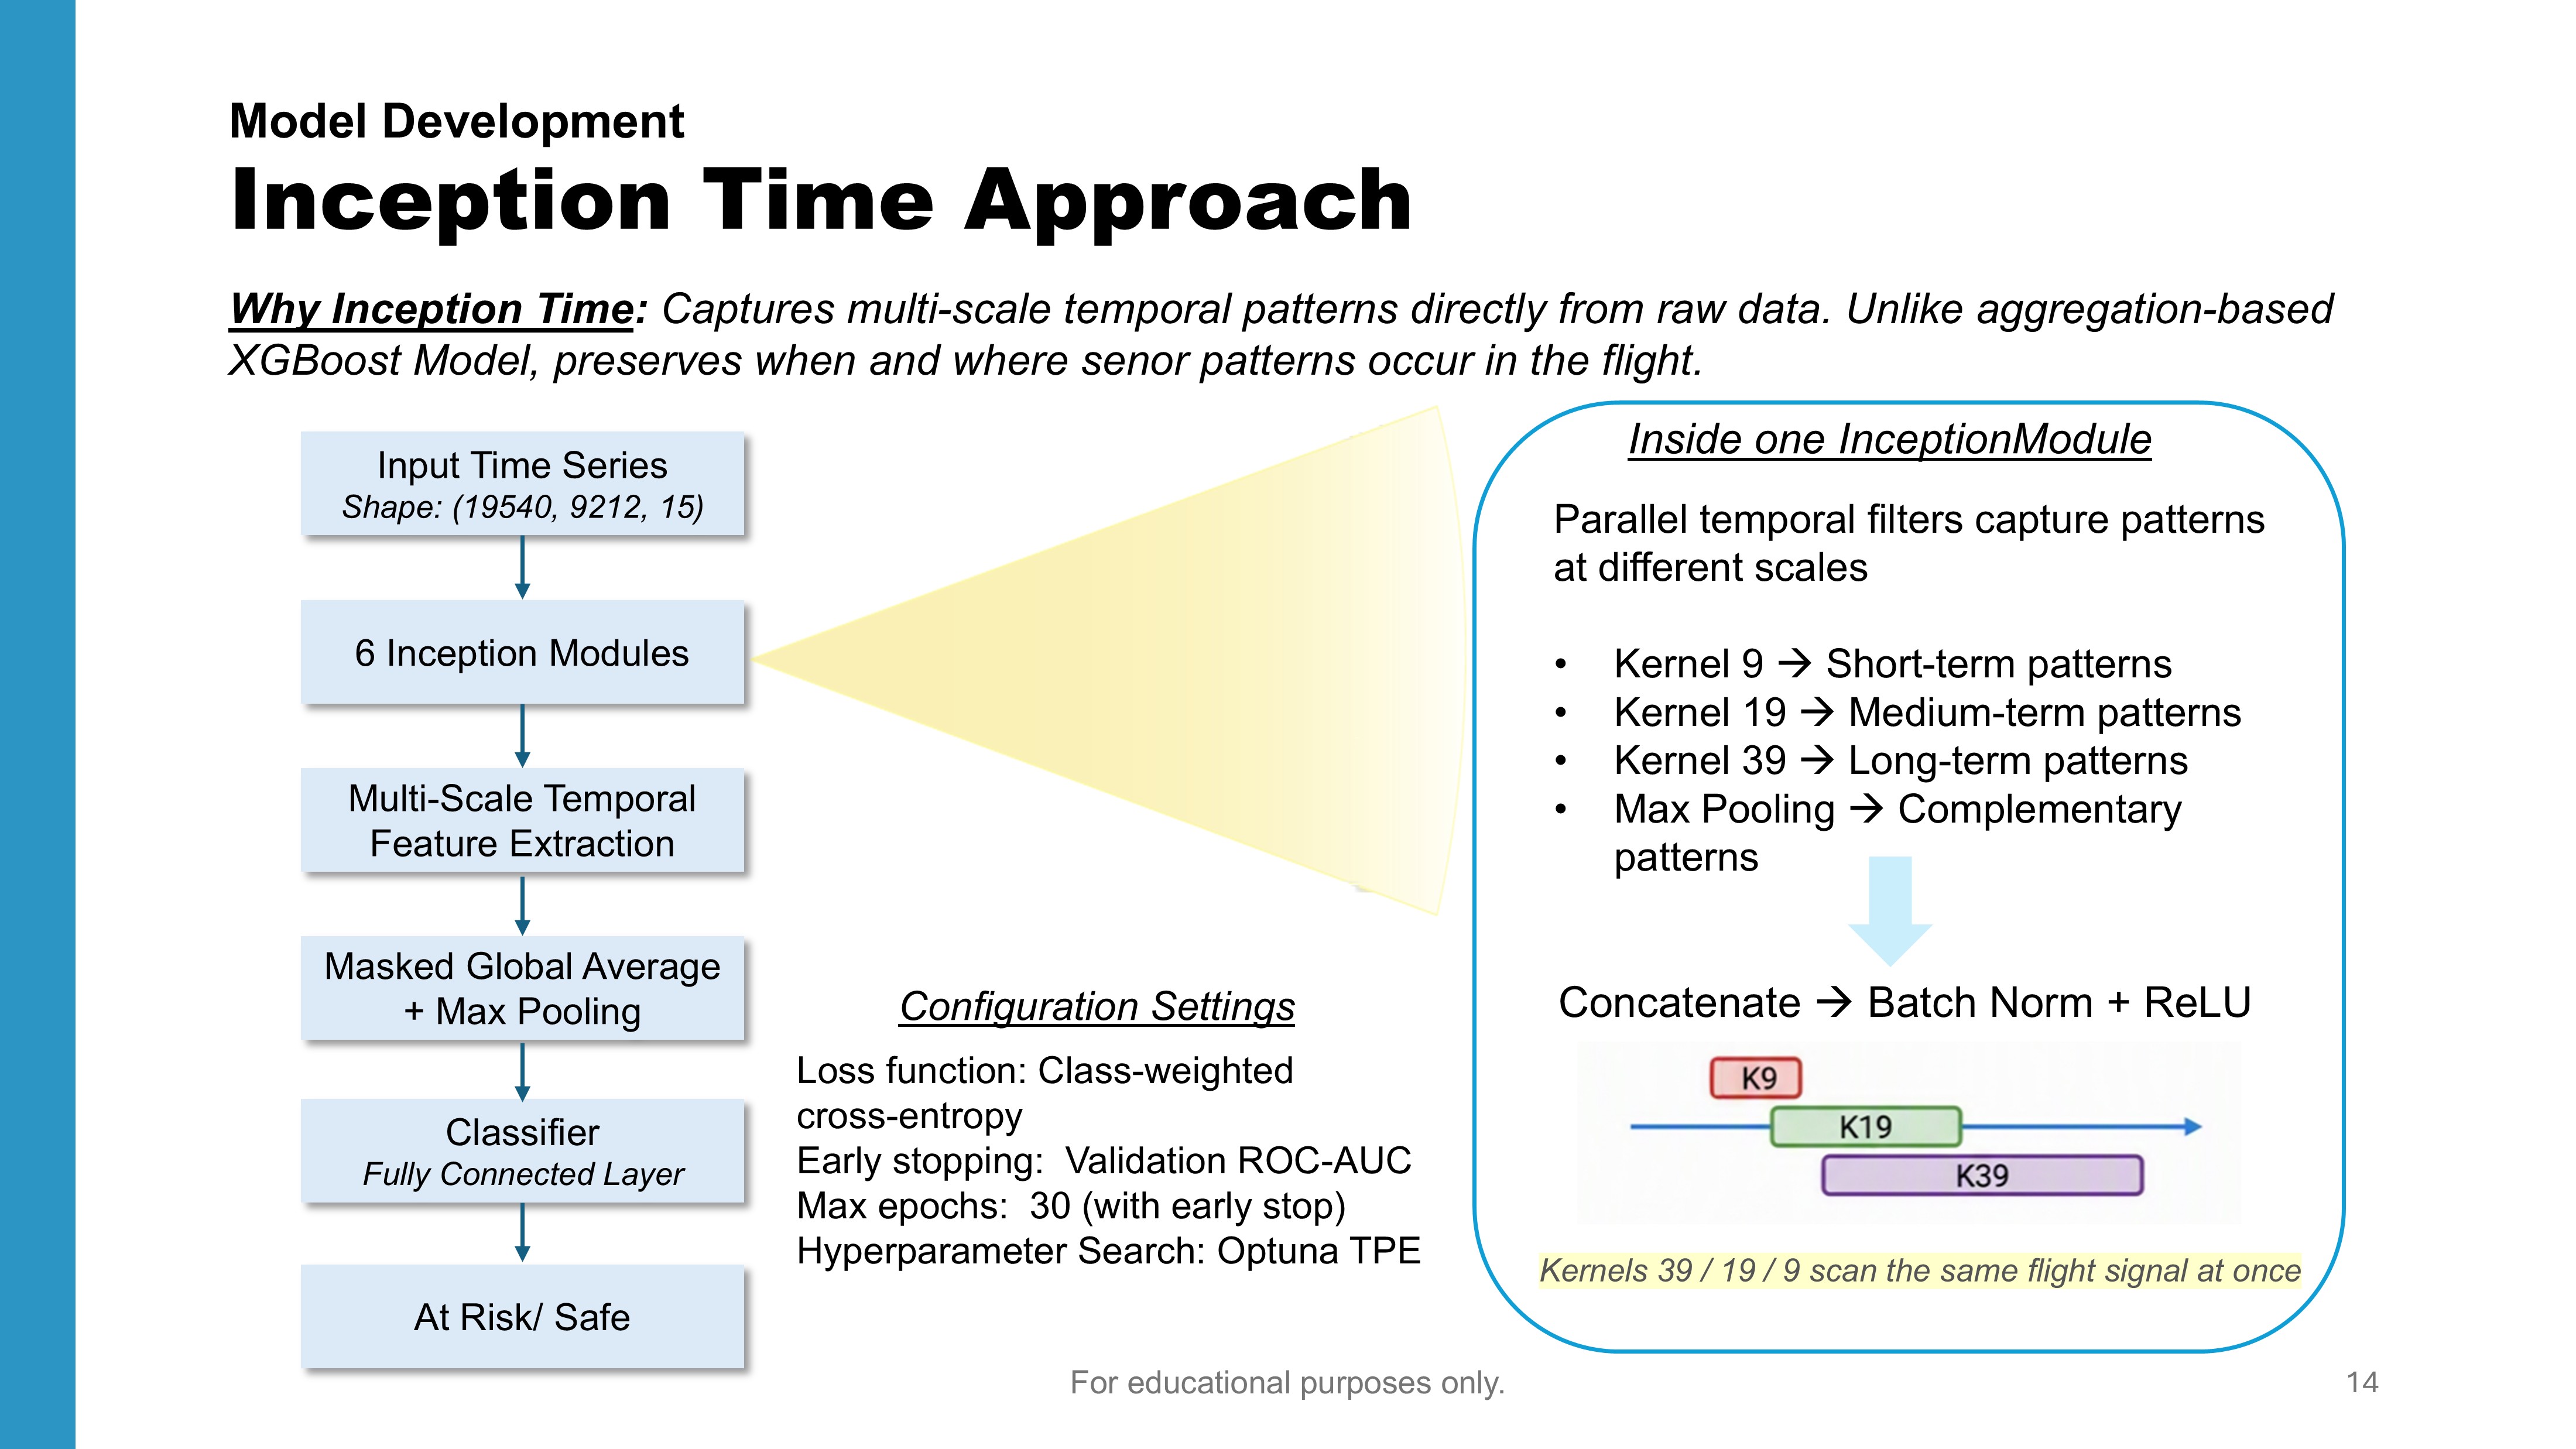 Model Development
Inception Time Approach
Why Inception Time: Captures multi-scale temporal patterns directly from raw data. Unlike aggregation-based
XGBoost Model, preserves when and where senor patterns occur in the flight.
Input Time Series
Shape: (19540, 9212, 15)
6 Inception Modules
Multi-Scale Temporal
Feature Extraction
Masked Global Average
+ Max Pooling
Classifier
Fully Connected Layer
At Risk/ Safe
Configuration Settings
Loss function: Class-weighted
cross-entropy
Early stopping:  Validation ROC-AUC
Max epochs:  30 (with early stop)
Hyperparameter Search: Optuna TPE
Inside one InceptionModule
Parallel temporal filters capture patterns
at different scales
• Kernel 9 → Short-term patterns
• Kernel 19 → Medium-term patterns
• Kernel 39 → Long-term patterns
• Max Pooling → Complementary
patterns
Concatenate → Batch Norm + ReLU
K9
K19
K39
Kernels 39 / 19 / 9 scan the same flight signal at once
For educational purposes only.
14